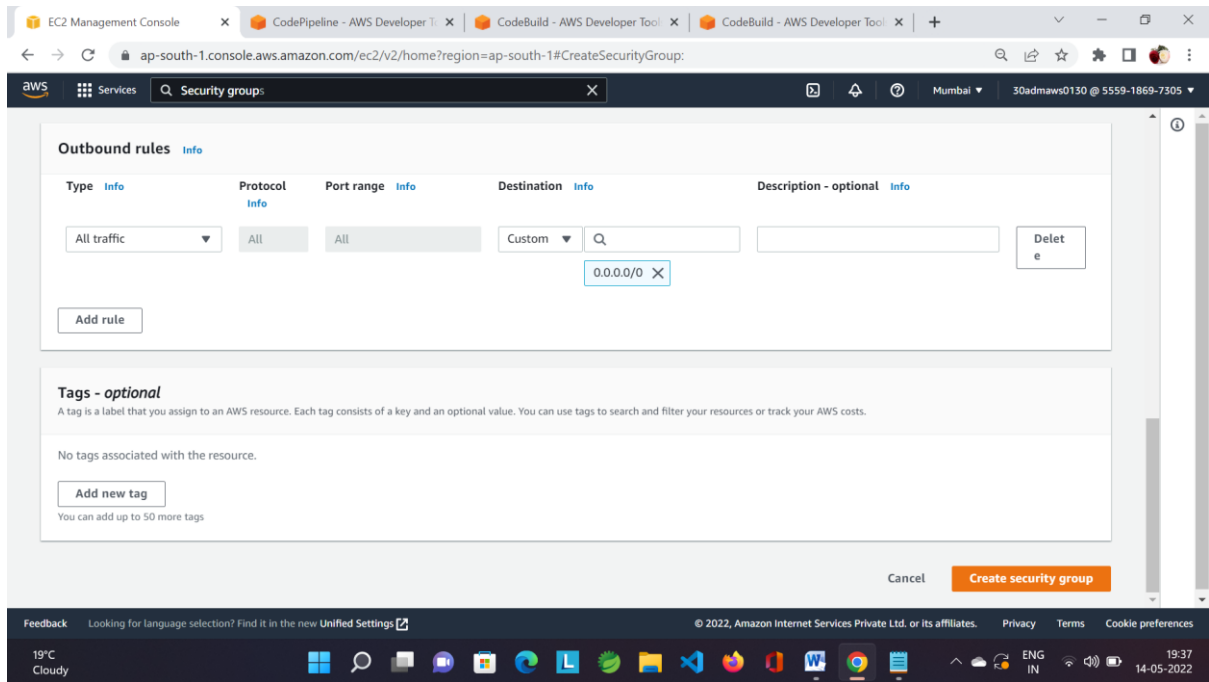 EC2 Management Console
CodePipeline - AWS Developer To
CodeBuild - AWS Developer Tool
CodeBuild - AWS Developer Tool
ap-south-1.console.aws.amazon.com/ec2/v2/home?region=ap-south-1#CreateSecurityGroup:
aws Services Security groups Mumbai ▼ 30admaws0130 @ 5559-1869-7305 ▼
Outbound rules Info
Type Info Protocol Info Port range Info Destination Info Description - optional Info
All traffic All All Custom Delete
0.0.0.0/0
Add rule
Tags - optional
A tag is a label that you assign to an AWS resource. Each tag consists of a key and an optional value. You can use tags to search and filter your resources or track your AWS costs.
No tags associated with the resource.
Add new tag
You can add up to 50 more tags
Cancel Create security group
Feedback Looking for language selection? Find it in the new Unified Settings © 2022, Amazon Internet Services Private Ltd. or its affiliates. Privacy Terms Cookie preferences
19°C
Cloudy
L
W
ENG
IN
19:37
14-05-2022